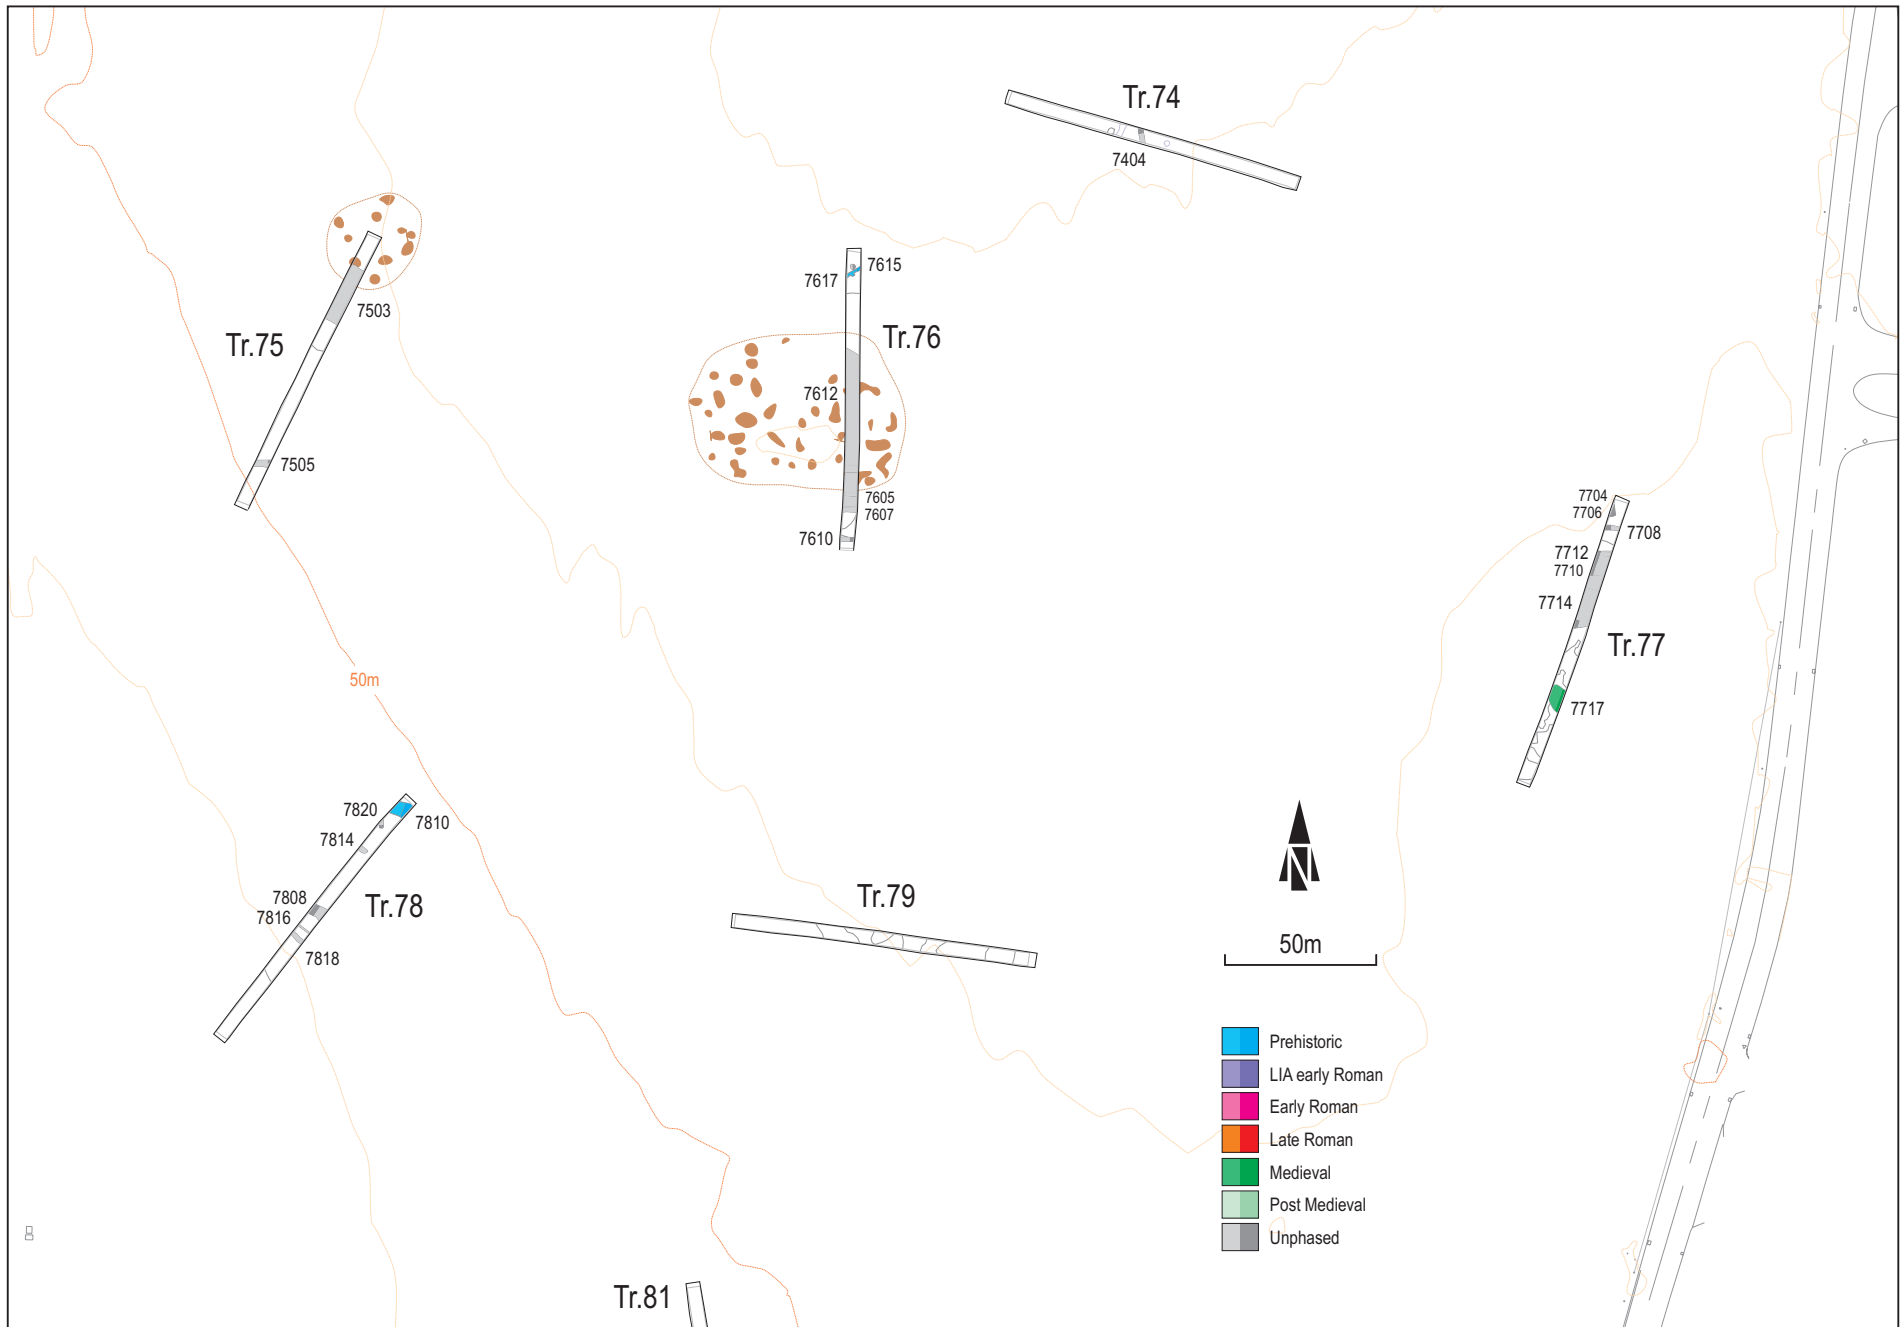 Tr.74
7404
7615
7617
7503
Tr.75
Tr.76
7612
7505
7605
7607
7610
7704
7706
7708
7712
7710
7714
Tr.77
50m
7717
7820
7810
7814
7808
7816
Tr.78
7818
Tr.79
N
50m
Prehistoric
LIA early Roman
Early Roman
Late Roman
Medieval
Post Medieval
Unphased
Tr.81